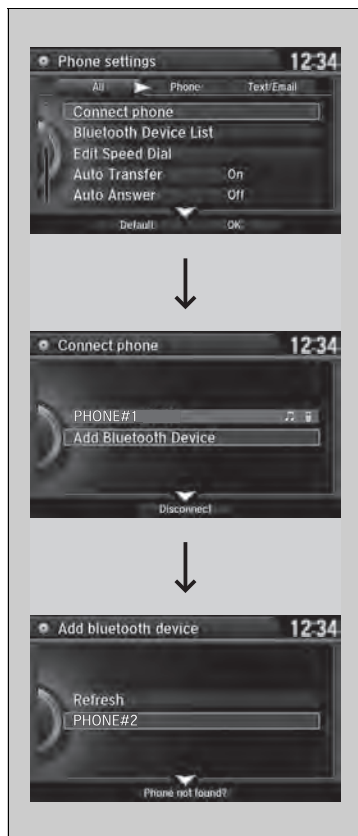 Phone settings 12:34
All Phone Text/Email
Connect phone
Bluetooth Device List
Edit Speed Dial
Auto Transfer On
Auto Answer Off
Default OK
Connect phone 12:34
PHONE#1
Add Bluetooth Device
Disconnect
Add bluetooth device 12:34
Refresh
PHONE#2
Phone not found?